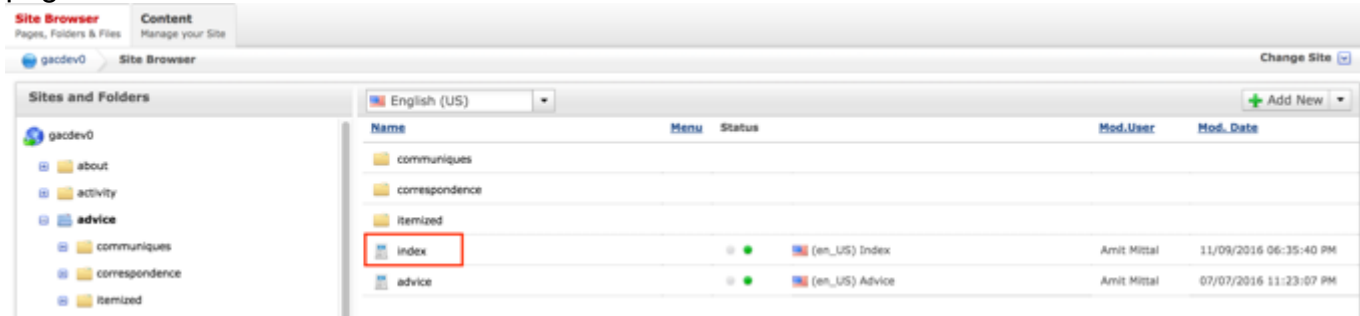 Site Browser
Pages, Folders & Files
Content
Manage your Site
gacdev0
Site Browser
Change Site
Sites and Folders
gacdev0
about
activity
advice
communiques
correspondence
itemized
English (US)
Add New
Name Menu Status Mod.User Mod. Date
communiques
correspondence
itemized
index (en_US) Index Amit Mittal 11/09/2016 06:35:40 PM
advice (en_US) Advice Amit Mittal 07/07/2016 11:23:07 PM